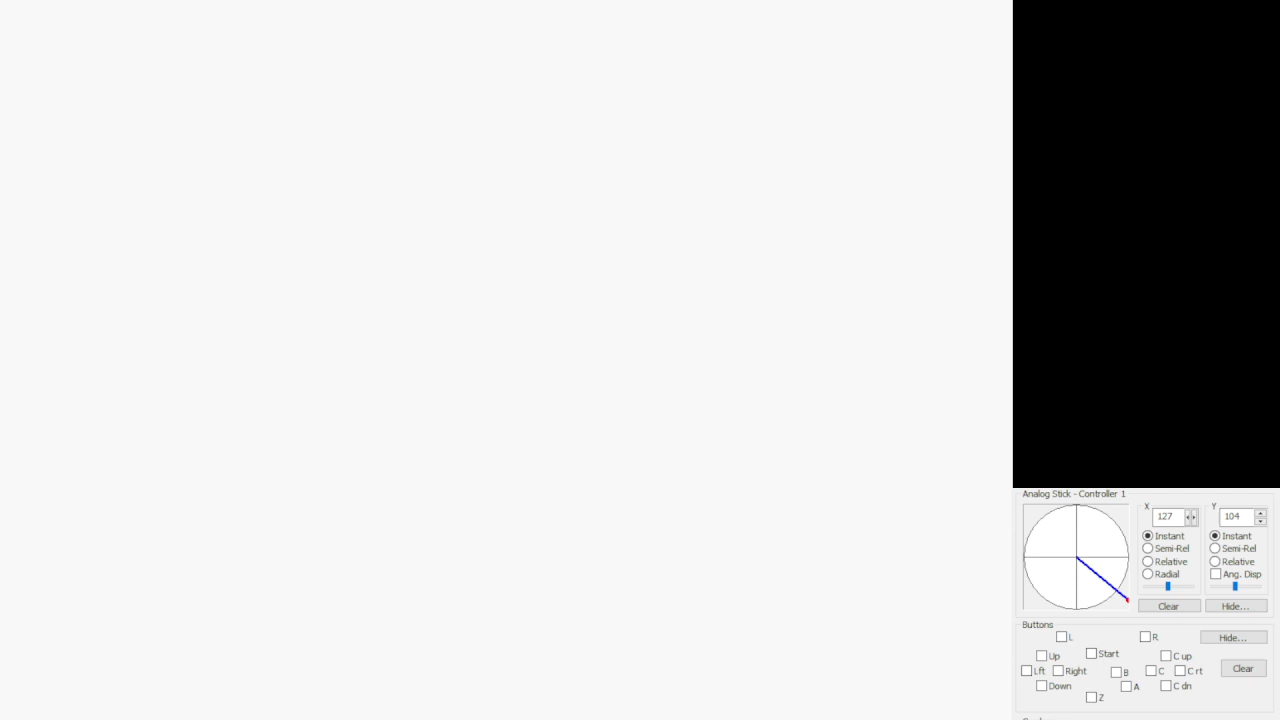 Analog Stick - Controller 1
X
Y
127
104
Instant
Instant
Semi-Rel
Semi-Rel
Relative
Relative
Radial
Ang. Disp
Clear
Hide...
Buttons
L
R
Hide...
Up
Start
C up
Lft
Right
B
C
C rt
Clear
Down
A
C dn
Z